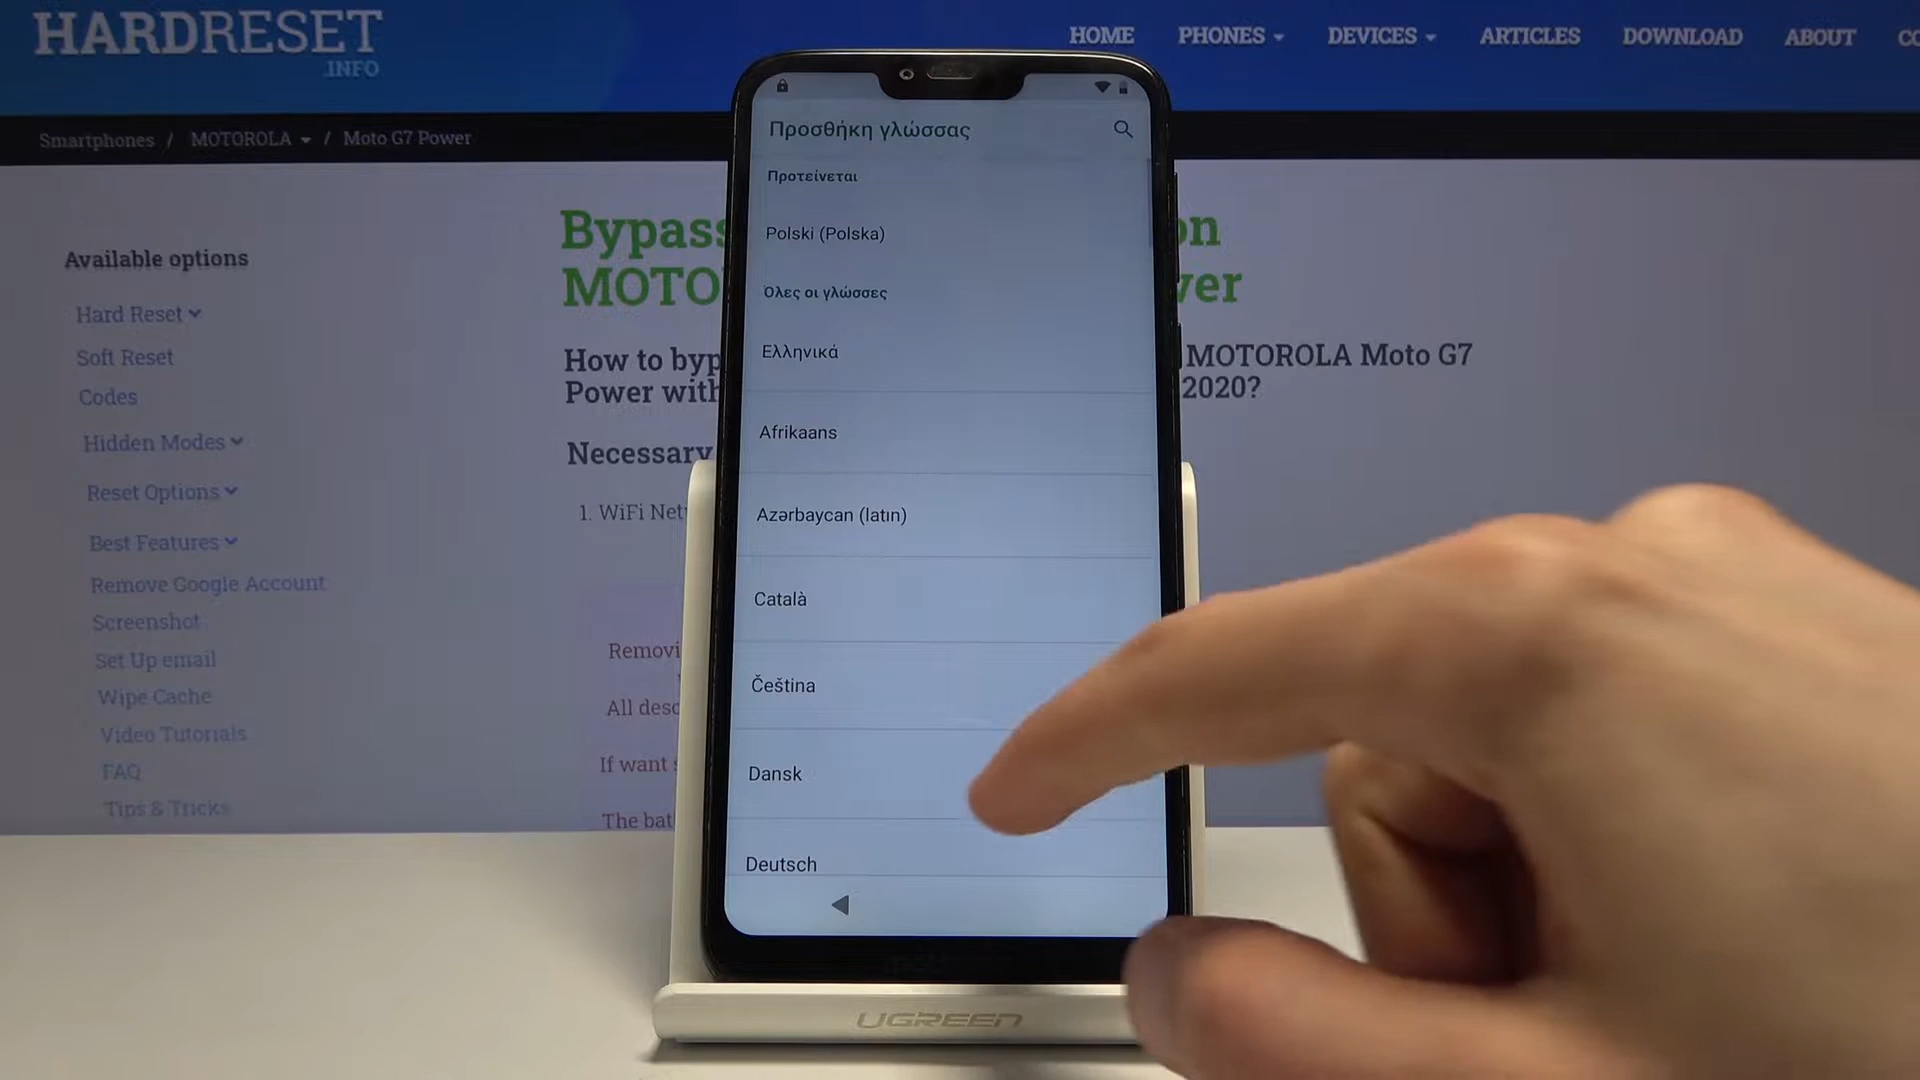 HARDRESET
.INFO
HOME PHONES DEVICES ARTICLES DOWNLOAD ABOUT
Smartphones / MOTOROLA / Moto G7 Power
Available options
Hard Reset
Soft Reset
Codes
Hidden Modes
Reset Options
Best Features
Remove Google Account
Screenshot
Set Up email
Wipe Cache
Video Tutorials
FAQ
Tips & Tricks
Bypass
MOTO
How to byp MOTOROLA Moto G7
Power with 2020?
Necessary
1. WiFi Net
Removi
All desc
If want
The bat
Προσθήκη γλώσσας
Προτείνεται
Polski (Polska)
Όλες οι γλώσσες
Ελληνικά
Afrikaans
Azərbaycan (latın)
Català
Čeština
Dansk
Deutsch
UGREEN